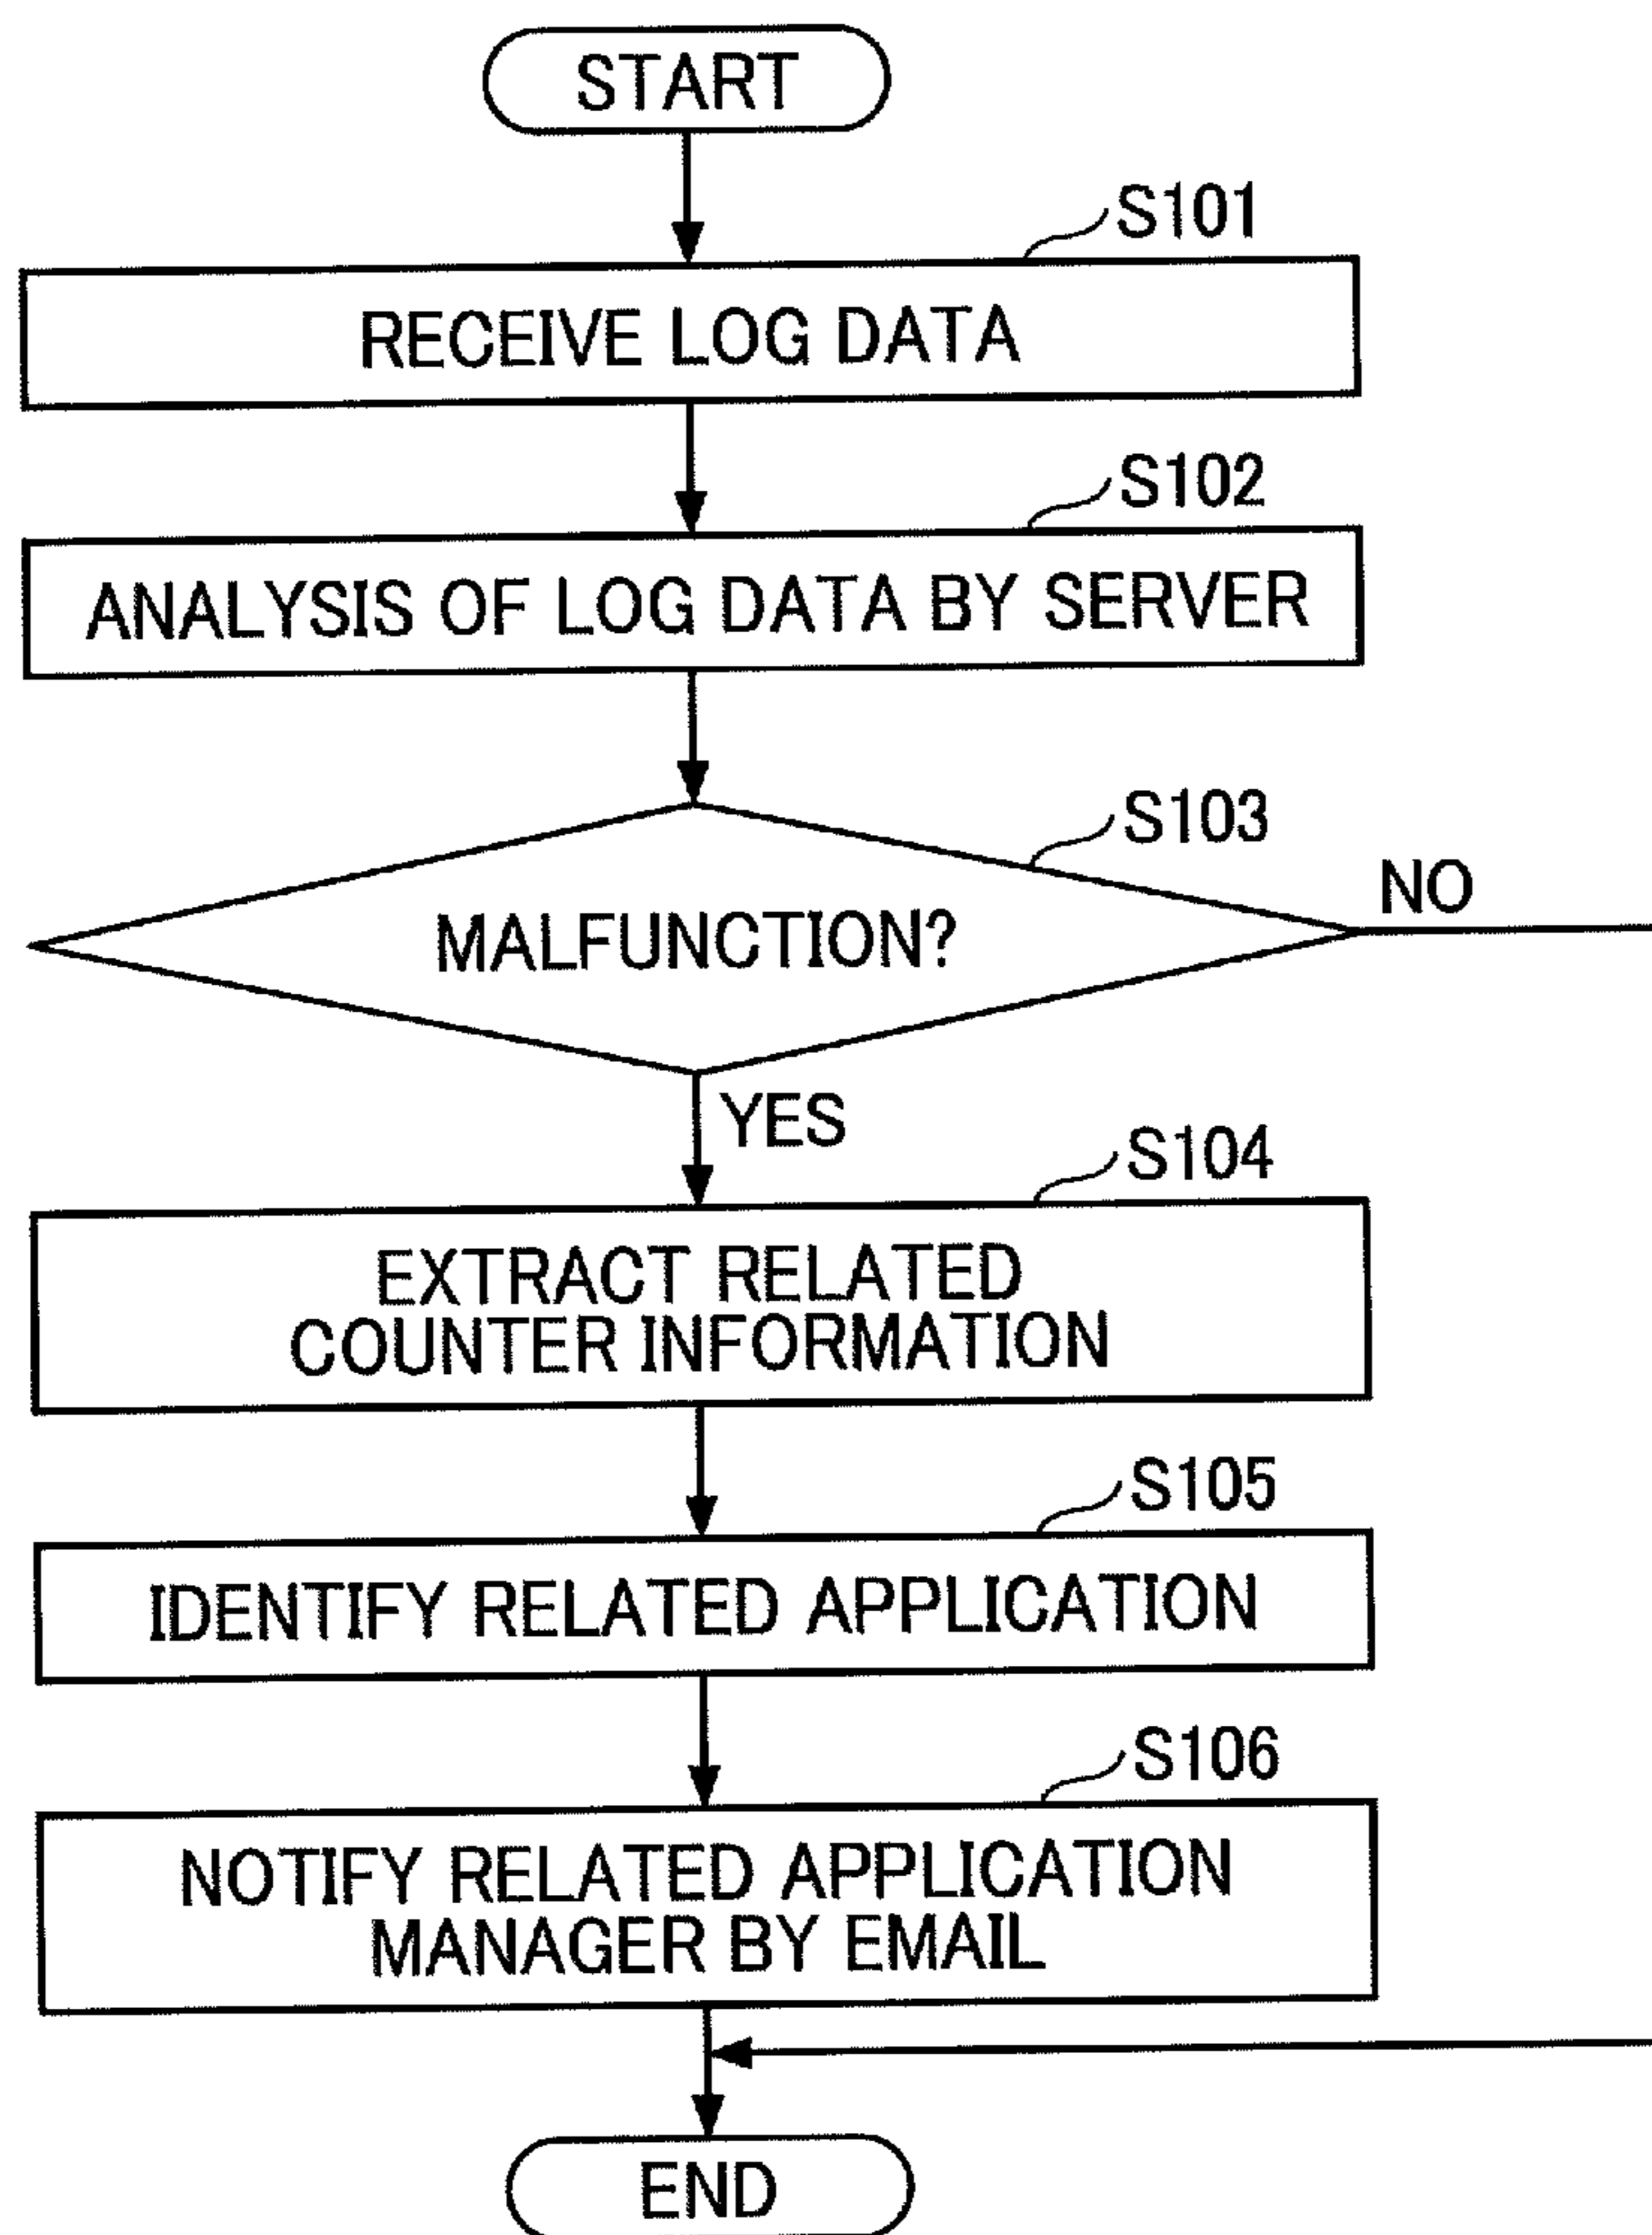 START
S101
RECEIVE LOG DATA
S102
ANALYSIS OF LOG DATA BY SERVER
S103
MALFUNCTION?
NO
YES
S104
EXTRACT RELATED
COUNTER INFORMATION
S105
IDENTIFY RELATED APPLICATION
S106
NOTIFY RELATED APPLICATION
MANAGER BY EMAIL
END